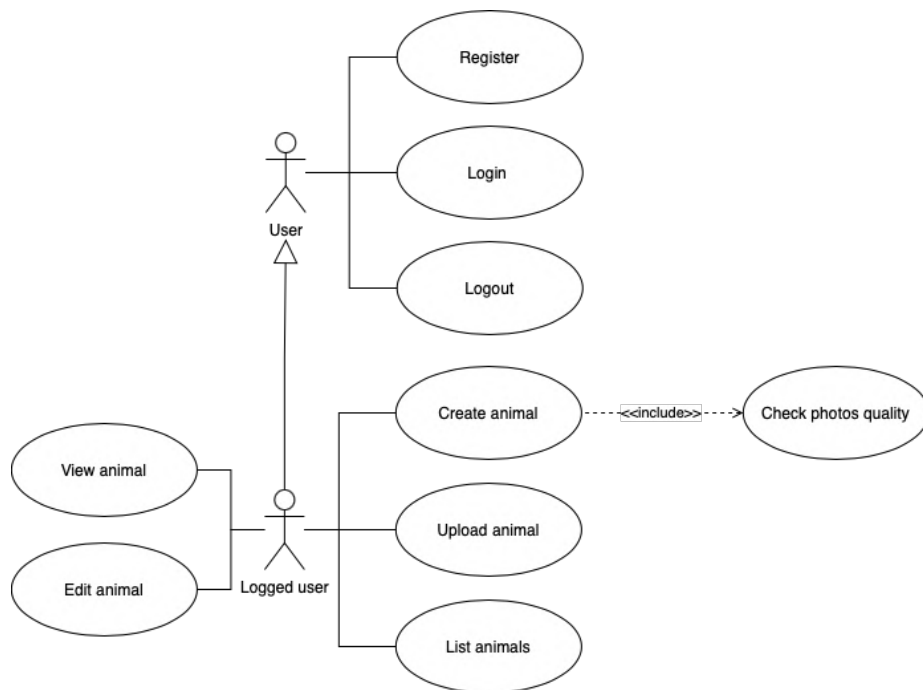 Register
Login
User
Logout
Create animal
<<include>>
Check photos quality
View animal
Upload animal
Edit animal
Logged user
List animals